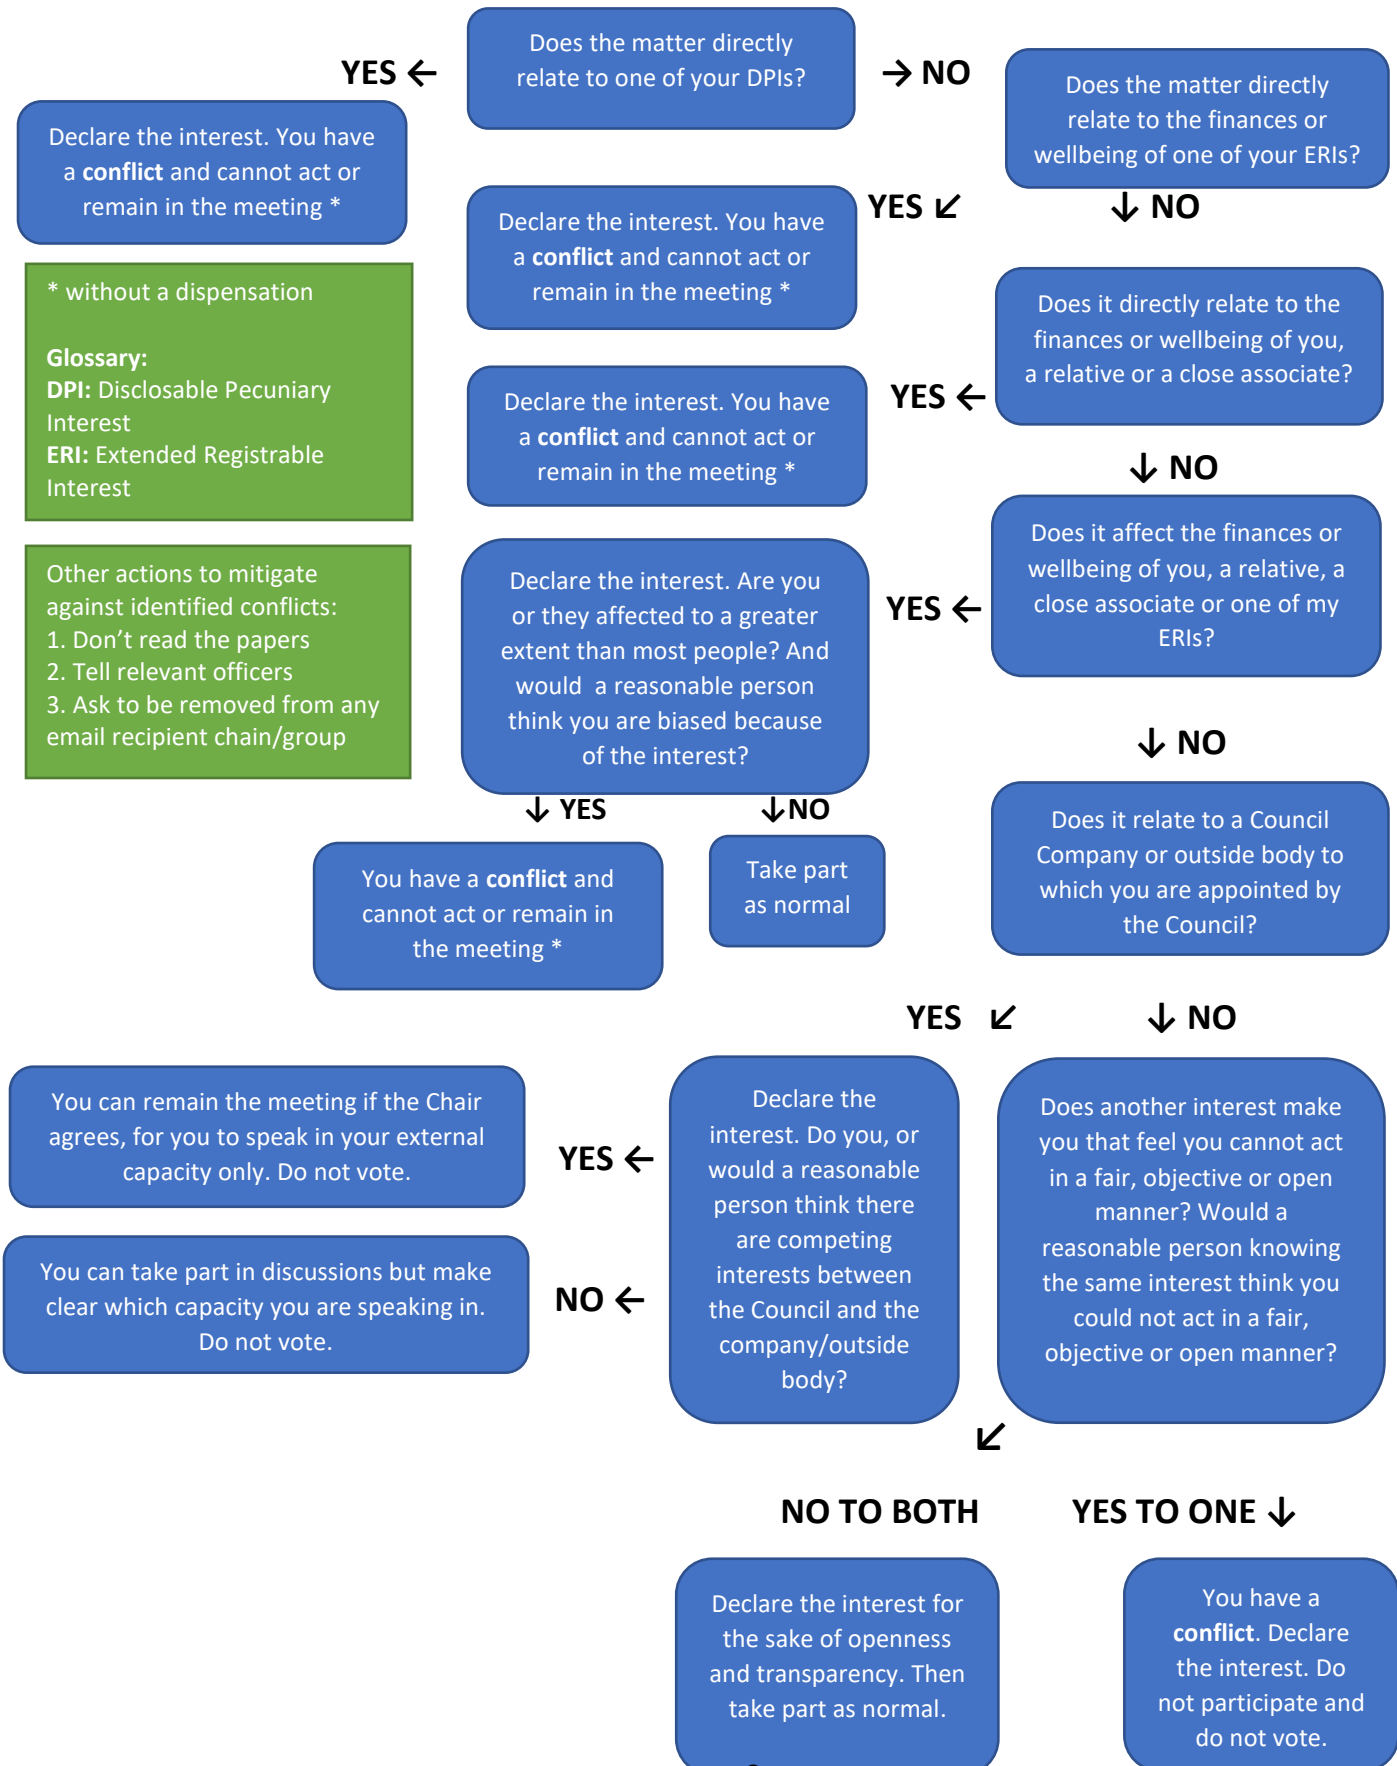 Does the matter directly
relate to one of your DPIs?
YES ←
→ NO
Declare the interest. You have
a conflict and cannot act or
remain in the meeting *
Does the matter directly
relate to the finances or
wellbeing of one of your ERIs?
YES ↙
↓ NO
Declare the interest. You have
a conflict and cannot act or
remain in the meeting *
* without a dispensation
Glossary:
DPI: Disclosable Pecuniary
Interest
ERI: Extended Registrable
Interest
Does it directly relate to the
finances or wellbeing of you,
a relative or a close associate?
YES ←
↓ NO
Declare the interest. You have
a conflict and cannot act or
remain in the meeting *
Does it affect the finances or
wellbeing of you, a relative, a
close associate or one of my
ERIs?
YES ←
↓ NO
Declare the interest. Are you
or they affected to a greater
extent than most people? And
would a reasonable person
think you are biased because
of the interest?
Other actions to mitigate
against identified conflicts:
1. Don’t read the papers
2. Tell relevant officers
3. Ask to be removed from any
email recipient chain/group
↓ YES
↓NO
You have a conflict and
cannot act or remain in
the meeting *
Take part
as normal
Does it relate to a Council
Company or outside body to
which you are appointed by
the Council?
YES ↙
↓ NO
Declare the
interest. Do you, or
would a reasonable
person think there
are competing
interests between
the Council and the
company/outside
body?
YES ←
You can remain the meeting if the Chair
agrees, for you to speak in your external
capacity only. Do not vote.
NO ←
You can take part in discussions but make
clear which capacity you are speaking in.
Do not vote.
Does another interest make
you that feel you cannot act
in a fair, objective or open
manner? Would a
reasonable person knowing
the same interest think you
could not act in a fair,
objective or open manner?
↙
NO TO BOTH
YES TO ONE ↓
Declare the interest for
the sake of openness
and transparency. Then
take part as normal.
You have a
conflict. Declare
the interest. Do
not participate and
do not vote.